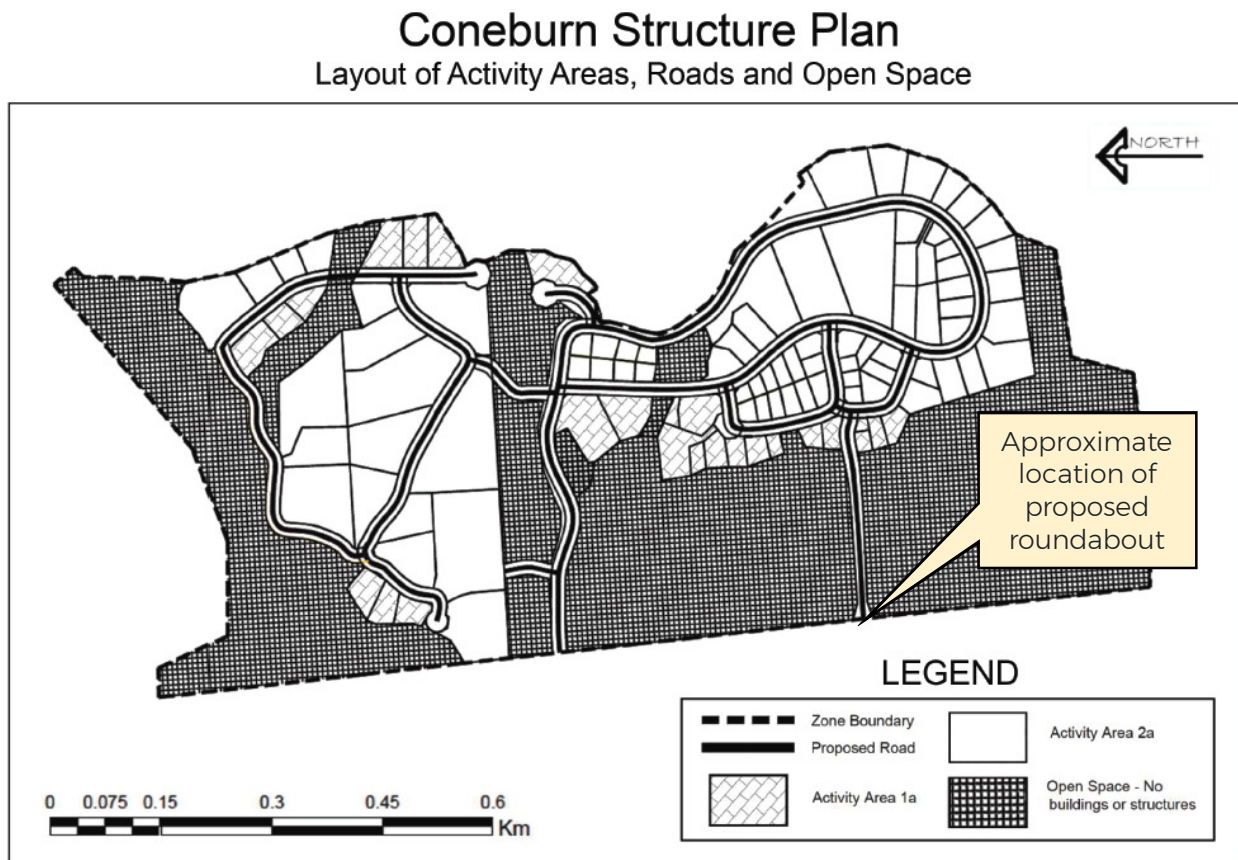 Coneburn Structure Plan
Layout of Activity Areas, Roads and Open Space
NORTH
Approximate
location of
proposed
roundabout
LEGEND
Zone Boundary
Proposed Road
Activity Area 1a
Activity Area 2a
Open Space - No
buildings or structures
0 0.075 0.15 0.3 0.45 0.6
Km